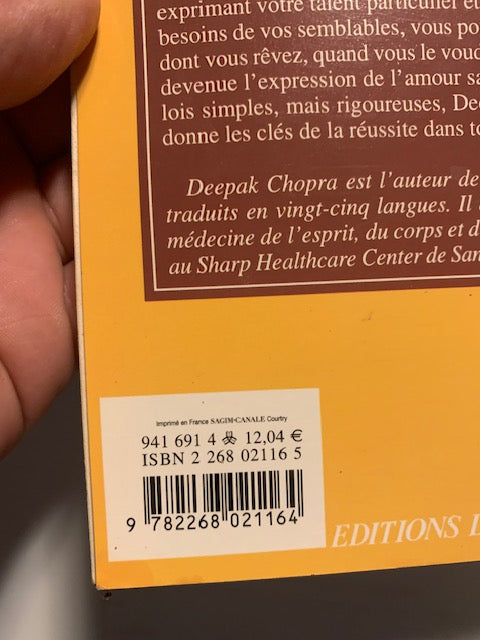 exprimant votre talent particulier et
besoins de vos semblables, vous po
dont vous rêvez, quand vous le voud
devenue l'expression de l'amour sa
lois simples, mais rigoureuses, Dee
donne les clés de la réussite dans to
Deepak Chopra est l'auteur de
traduits en vingt-cinq langues. Il
médecine de l'esprit, du corps et d
au Sharp Healthcare Center de San
Imprimé en France SAGIM-CANALE Courtry
941 691 4 12,04 €
ISBN 2 268 02116 5
9 782268 021164
EDITIONS